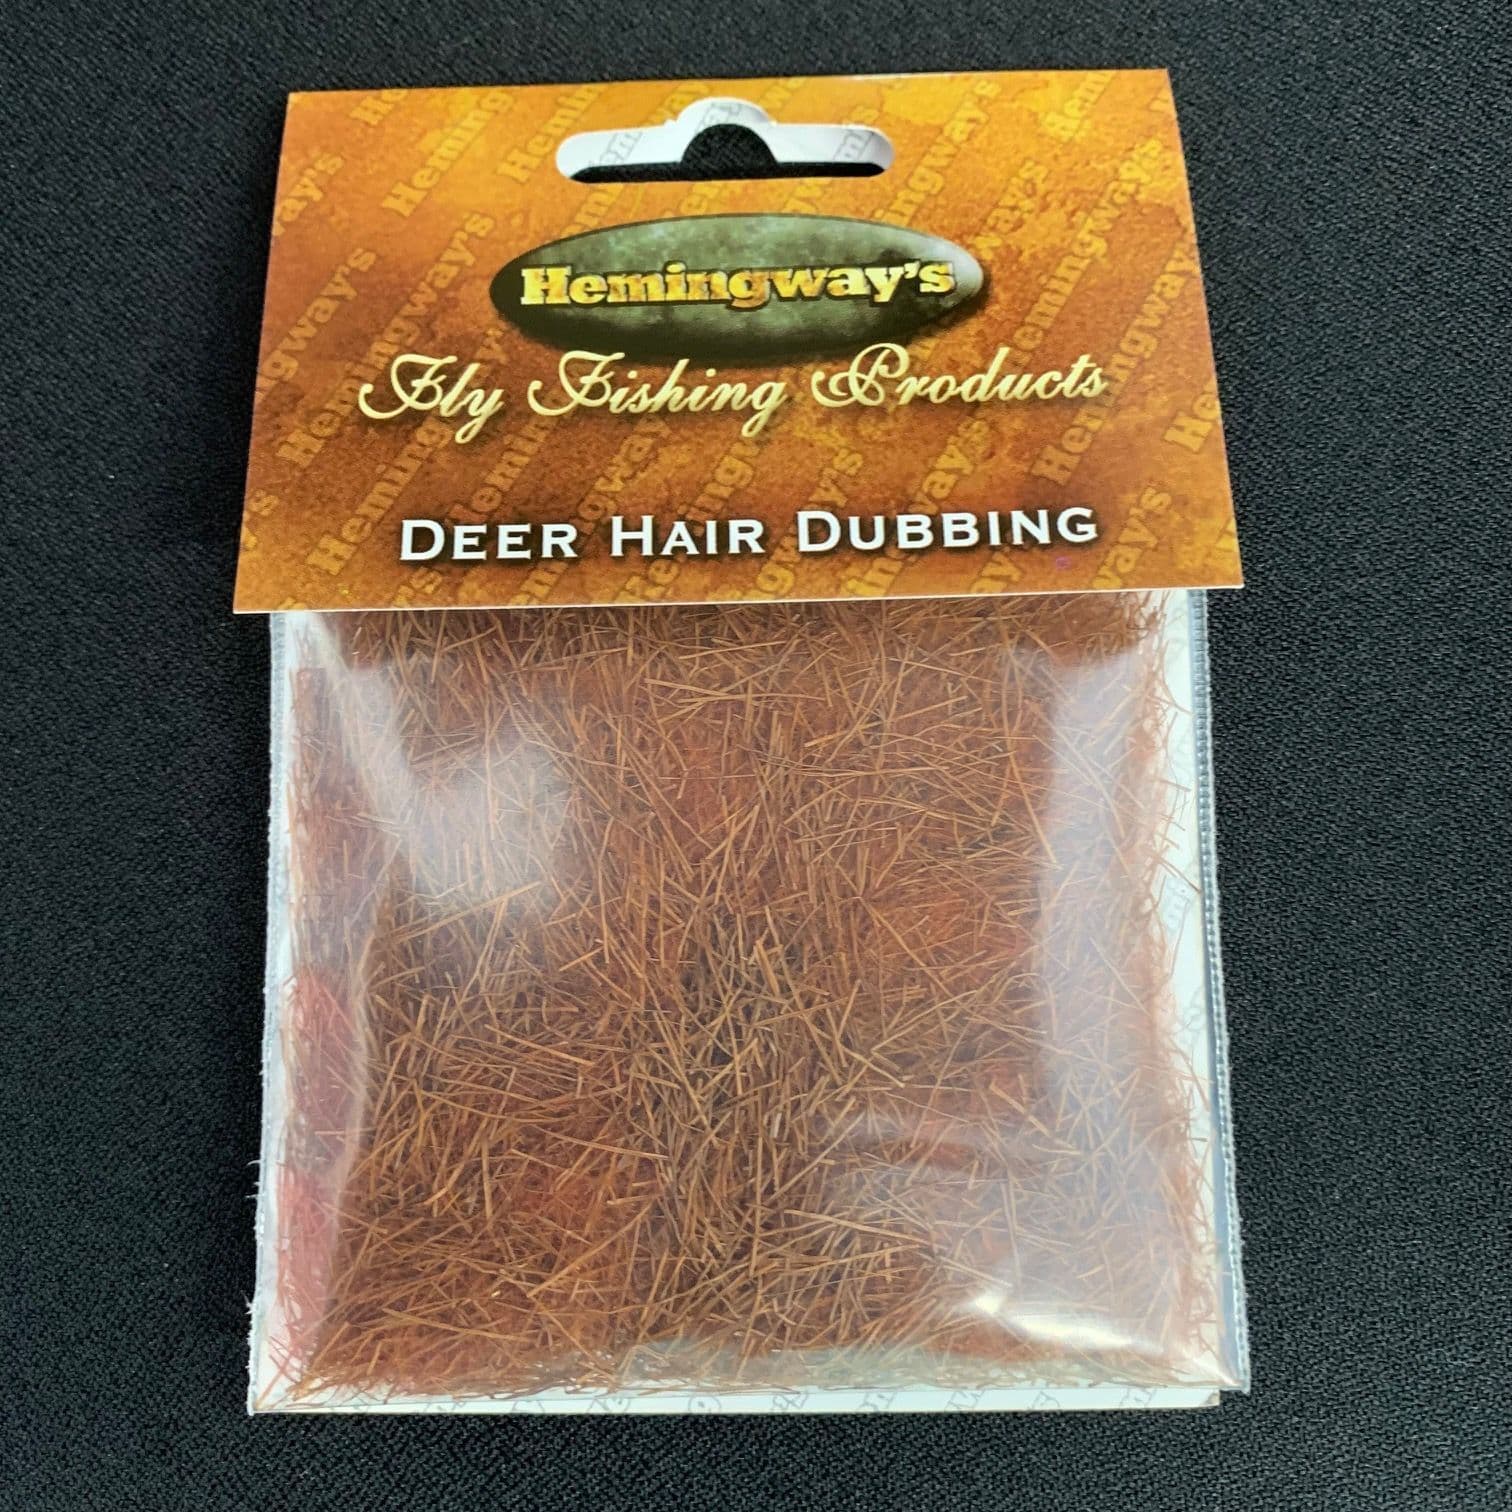 Hemingway's
Fly Fishing Products
DEER HAIR DUBBING